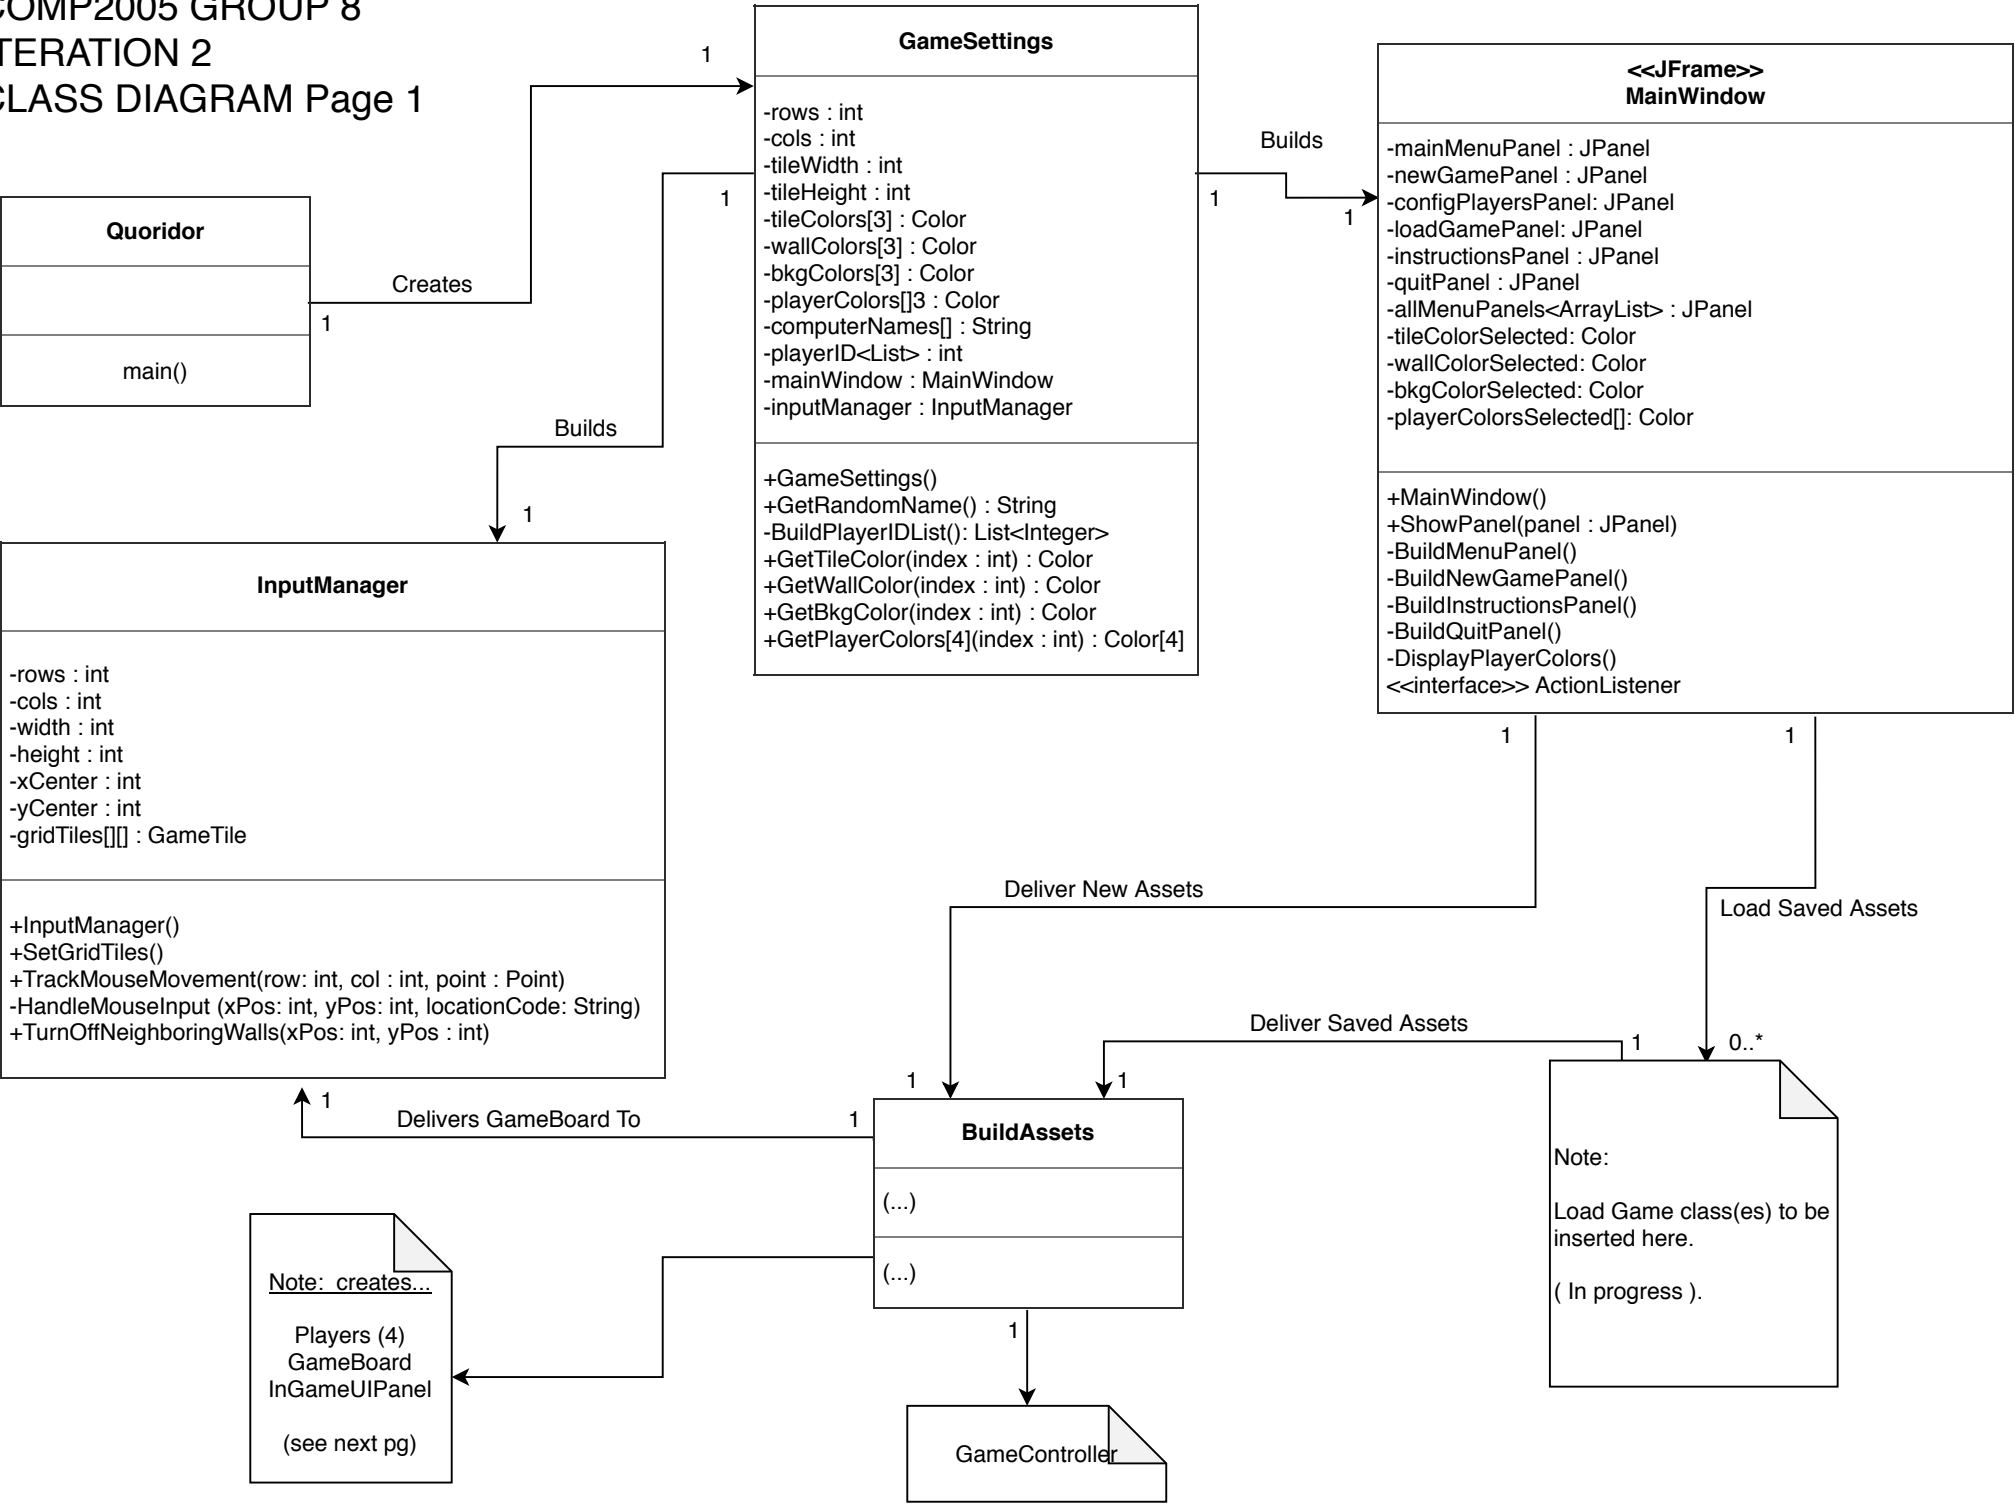 COMP2005 GROUP 8
ITERATION 2
CLASS DIAGRAM Page 1
Quoridor
main()
1
Creates
1
GameSettings
-rows : int
-cols : int
-tileWidth : int
-tileHeight : int
-tileColors[3] : Color
-wallColors[3] : Color
-bkgColors[3] : Color
-playerColors[]3 : Color
-computerNames[] : String
-playerID<List> : int
-mainWindow : MainWindow
-inputManager : InputManager
+GameSettings()
+GetRandomName() : String
-BuildPlayerIDList(): List<Integer>
+GetTileColor(index : int) : Color
+GetWallColor(index : int) : Color
+GetBkgColor(index : int) : Color
+GetPlayerColors[4](index : int) : Color[4]
1
Builds
1
1
Builds
1
<<JFrame>>
MainWindow
-mainMenuPanel : JPanel
-newGamePanel : JPanel
-configPlayersPanel: JPanel
-loadGamePanel: JPanel
-instructionsPanel : JPanel
-quitPanel : JPanel
-allMenuPanels<ArrayList> : JPanel
-tileColorSelected: Color
-wallColorSelected: Color
-bkgColorSelected: Color
-playerColorsSelected[]: Color
+MainWindow()
+ShowPanel(panel : JPanel)
-BuildMenuPanel()
-BuildNewGamePanel()
-BuildInstructionsPanel()
-BuildQuitPanel()
-DisplayPlayerColors()
<<interface>> ActionListener
InputManager
-rows : int
-cols : int
-width : int
-height : int
-xCenter : int
-yCenter : int
-gridTiles[][] : GameTile
+InputManager()
+SetGridTiles()
+TrackMouseMovement(row: int, col : int, point : Point)
-HandleMouseInput (xPos: int, yPos: int, locationCode: String)
+TurnOffNeighboringWalls(xPos: int, yPos : int)
1
1
Deliver New Assets
Load Saved Assets
Deliver Saved Assets
1
0..*
1
1
1
Delivers GameBoard To
1
BuildAssets
(...)
(...)
Note:
Load Game class(es) to be
inserted here.
( In progress ).
Note:  creates...
Players (4)
GameBoard
InGameUIPanel
(see next pg)
1
GameController